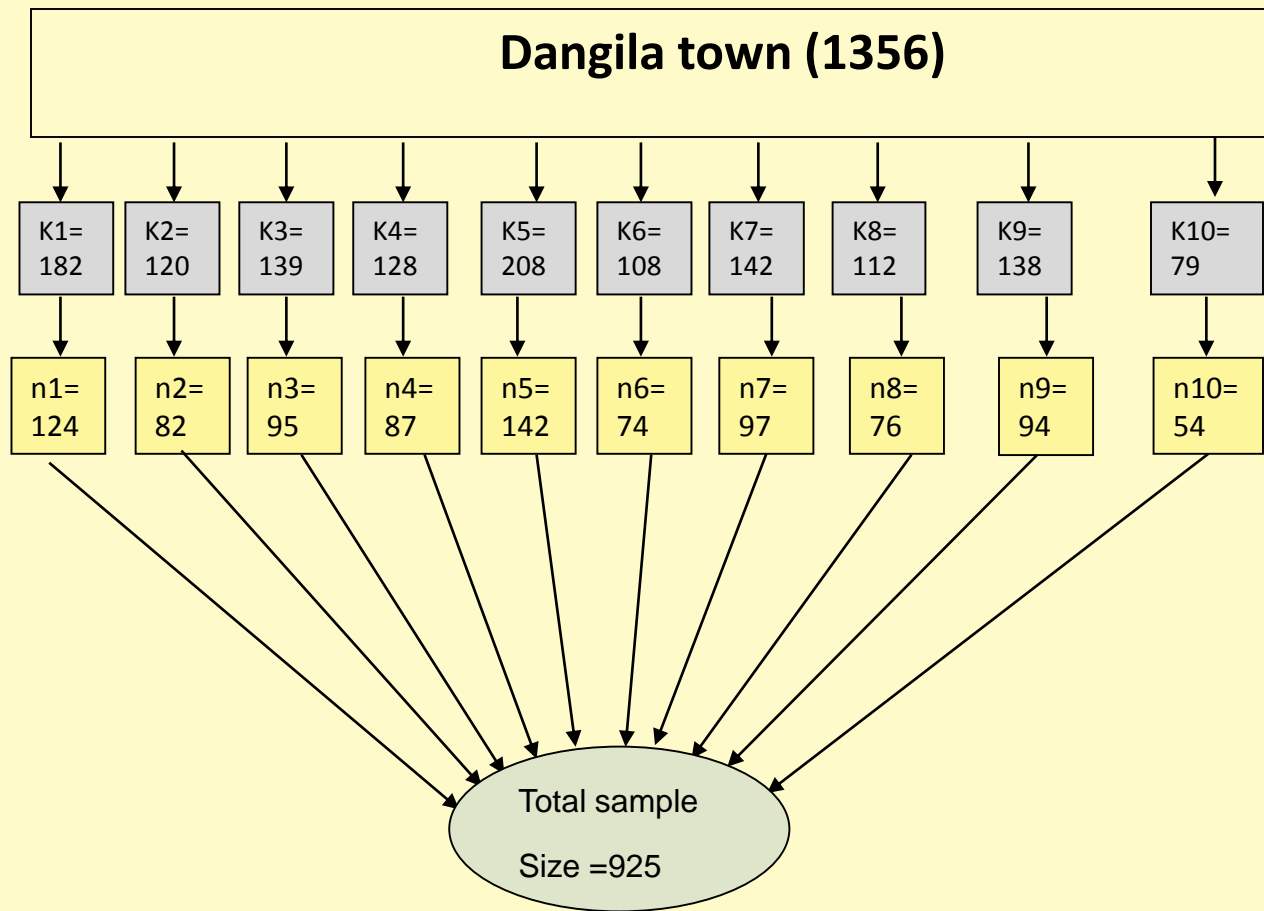 Dangila town (1356)
K1=
182
K2=
120
K3=
139
K4=
128
K5=
208
K6=
108
K7=
142
K8=
112
K9=
138
K10=
79
n1=
124
n2=
82
n3=
95
n4=
87
n5=
142
n6=
74
n7=
97
n8=
76
n9=
94
n10=
54
Total sample
Size =925